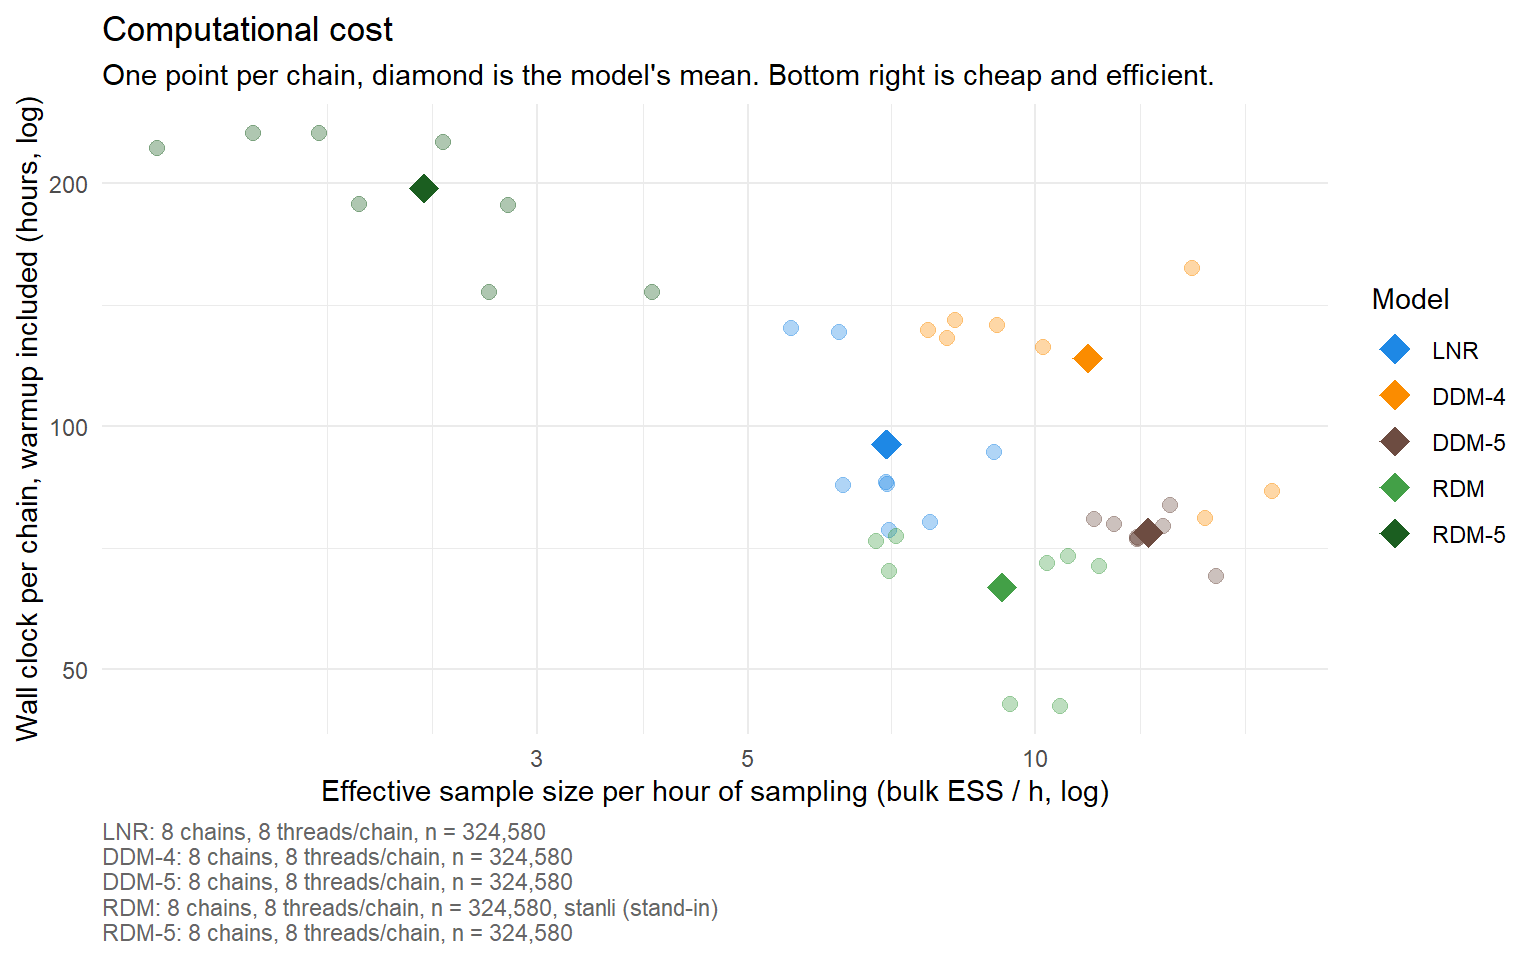 Computational cost
One point per chain, diamond is the model's mean. Bottom right is cheap and efficient.
Wall clock per chain, warmup included (hours, log)
200
100
50
3
5
10
Effective sample size per hour of sampling (bulk ESS / h, log)
Model
LNR
DDM-4
DDM-5
RDM
RDM-5
LNR: 8 chains, 8 threads/chain, n = 324,580
DDM-4: 8 chains, 8 threads/chain, n = 324,580
DDM-5: 8 chains, 8 threads/chain, n = 324,580
RDM: 8 chains, 8 threads/chain, n = 324,580, stanli (stand-in)
RDM-5: 8 chains, 8 threads/chain, n = 324,580